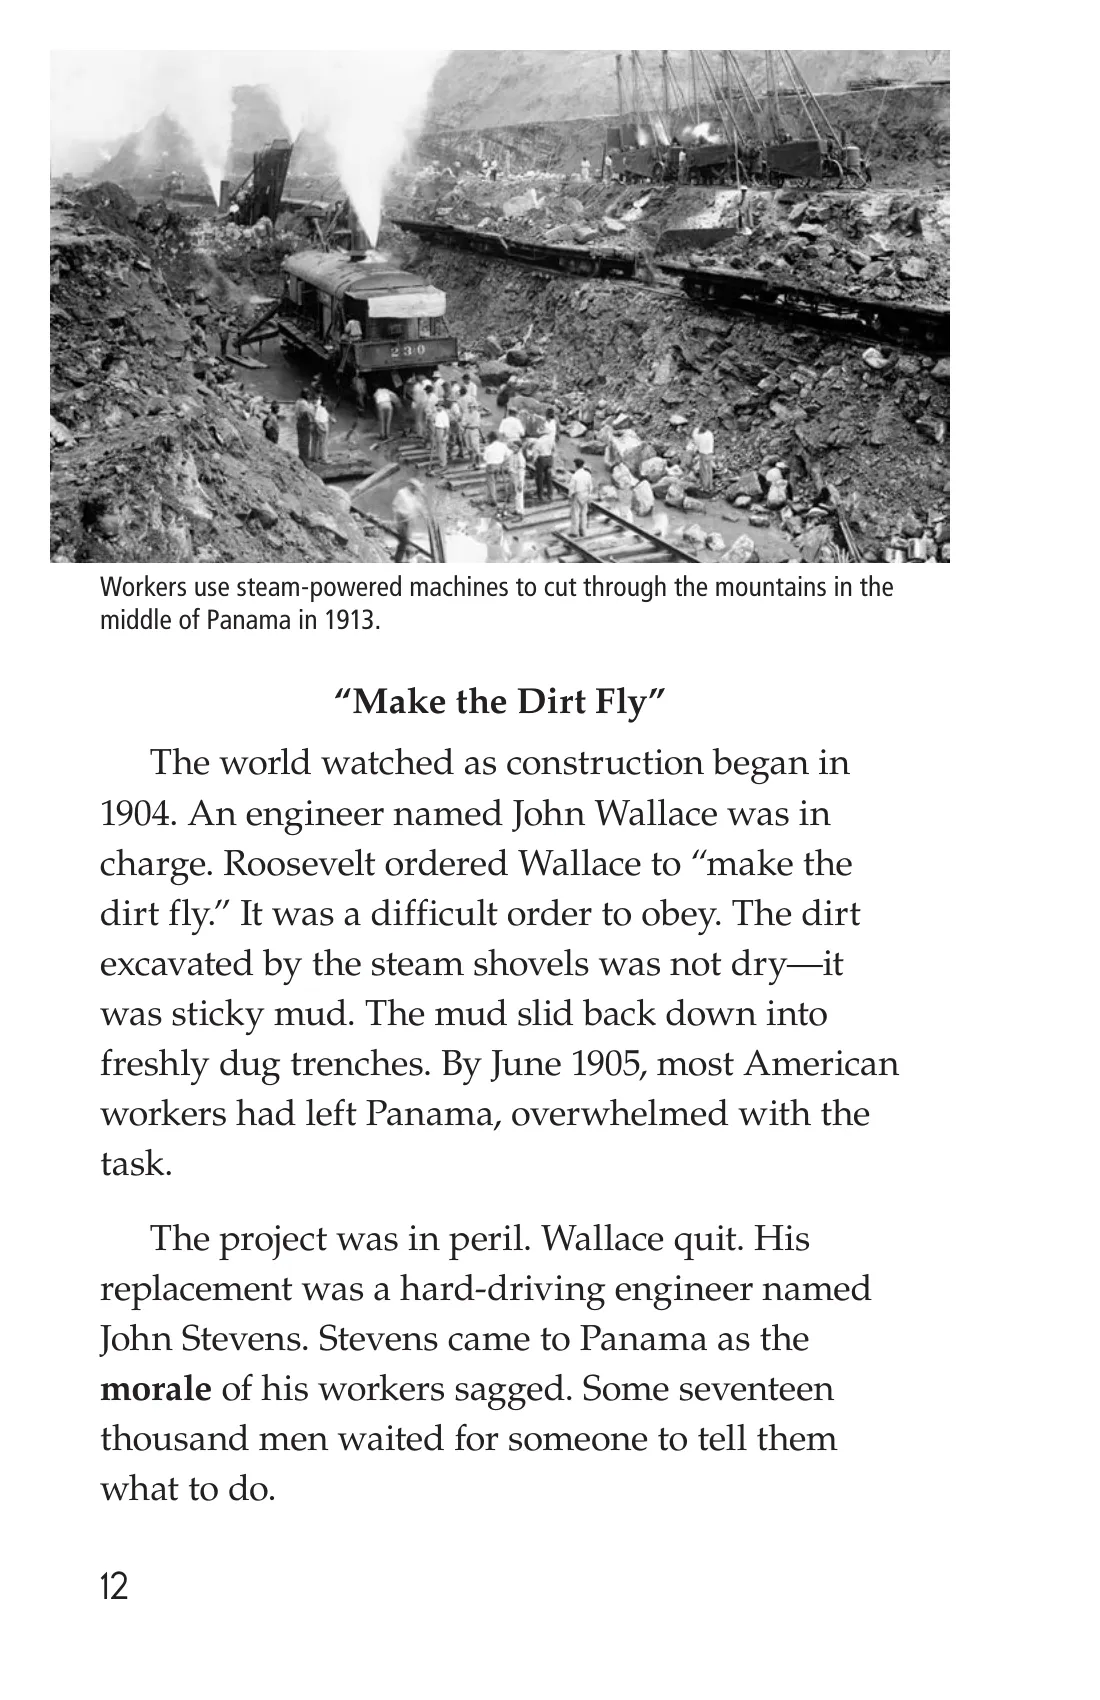 230
Workers use steam-powered machines to cut through the mountains in the
middle of Panama in 1913.
“Make the Dirt Fly”
The world watched as construction began in
1904. An engineer named John Wallace was in
charge. Roosevelt ordered Wallace to “make the
dirt fly.” It was a difficult order to obey. The dirt
excavated by the steam shovels was not dry—it
was sticky mud. The mud slid back down into
freshly dug trenches. By June 1905, most American
workers had left Panama, overwhelmed with the
task.
The project was in peril. Wallace quit. His
replacement was a hard-driving engineer named
John Stevens. Stevens came to Panama as the
morale of his workers sagged. Some seventeen
thousand men waited for someone to tell them
what to do.
12